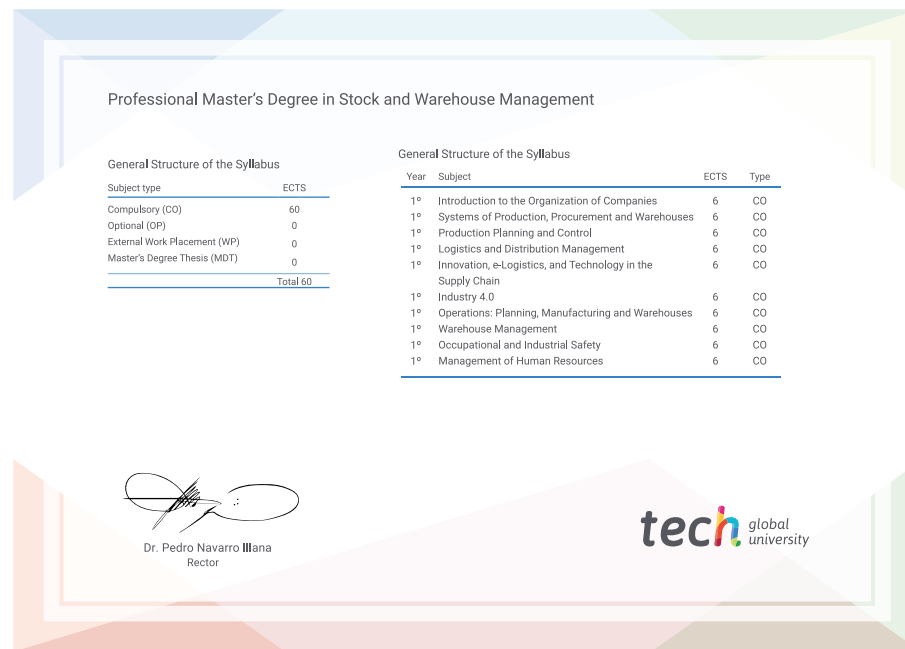 Professional Master's Degree in Stock and Warehouse Management
General Structure of the Syllabus
Subject type ECTS
Compulsory (CO) 60
Optional (OP) 0
External Work Placement (WP) 0
Master's Degree Thesis (MDT) 0
Total 60
General Structure of the Syllabus
Year Subject ECTS Type
1º Introduction to the Organization of Companies 6 CO
1º Systems of Production, Procurement and Warehouses 6 CO
1º Production Planning and Control 6 CO
1º Logistics and Distribution Management 6 CO
1º Innovation, e-Logistics, and Technology in the 6 CO
Supply Chain
1º Industry 4.0 6 CO
1º Operations: Planning, Manufacturing and Warehouses 6 CO
1º Warehouse Management 6 CO
1º Occupational and Industrial Safety 6 CO
1º Management of Human Resources 6 CO
Dr. Pedro Navarro Illana
Rector
tech global
university